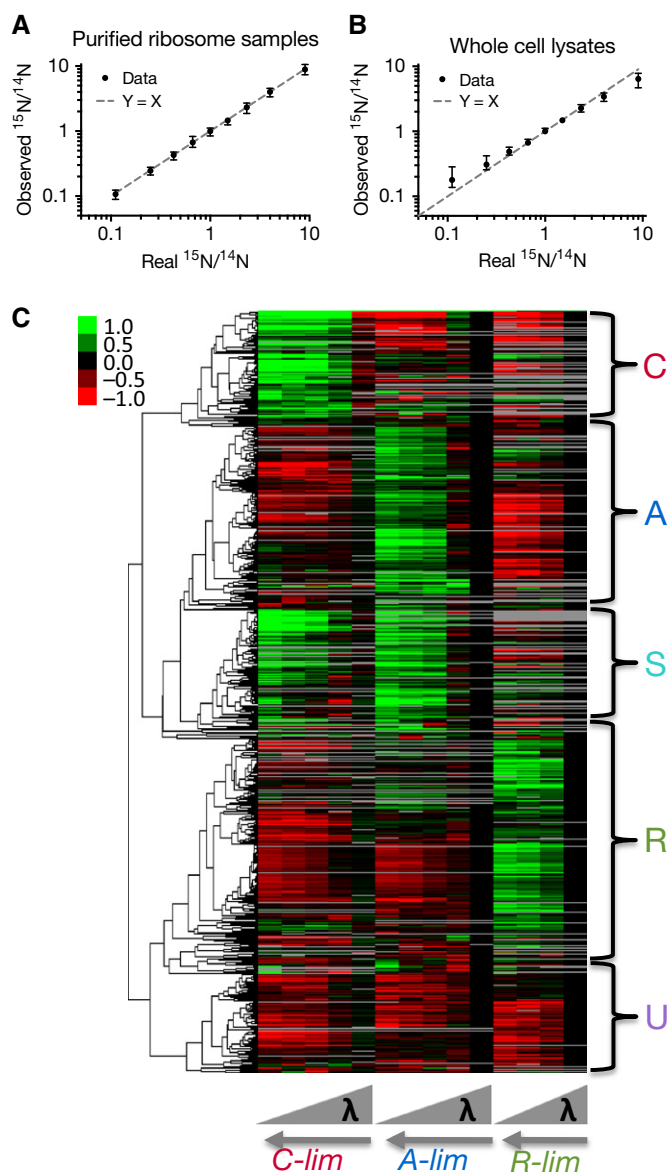 A
Purified ribosome samples
Observed ¹⁵N/¹⁴N
10
1
0.1
Data
Y = X
0.1
1
10
Real ¹⁵N/¹⁴N
B
Whole cell lysates
Observed ¹⁵N/¹⁴N
10
1
0.1
Data
Y = X
0.1
1
10
Real ¹⁵N/¹⁴N
C
1.0
0.5
0.0
−0.5
−1.0
C
A
S
R
U
λ
λ
λ
C-lim
A-lim
R-lim